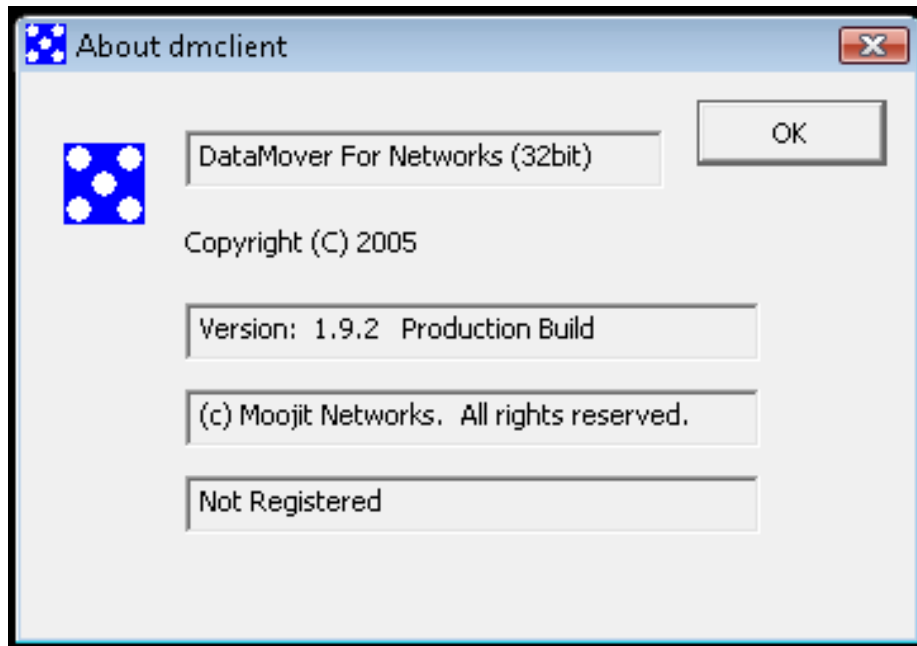 About dmclient
OK
DataMover For Networks (32bit)
Copyright (C) 2005
Version:  1.9.2   Production Build
(c) Moojit Networks.  All rights reserved.
Not Registered